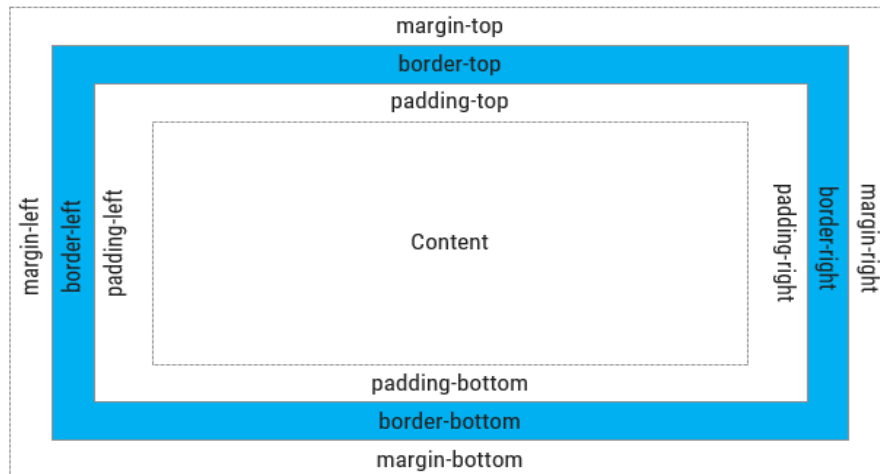 margin-top
border-top
padding-top
margin-left
border-left
padding-left
Content
padding-right
border-right
margin-right
padding-bottom
border-bottom
margin-bottom